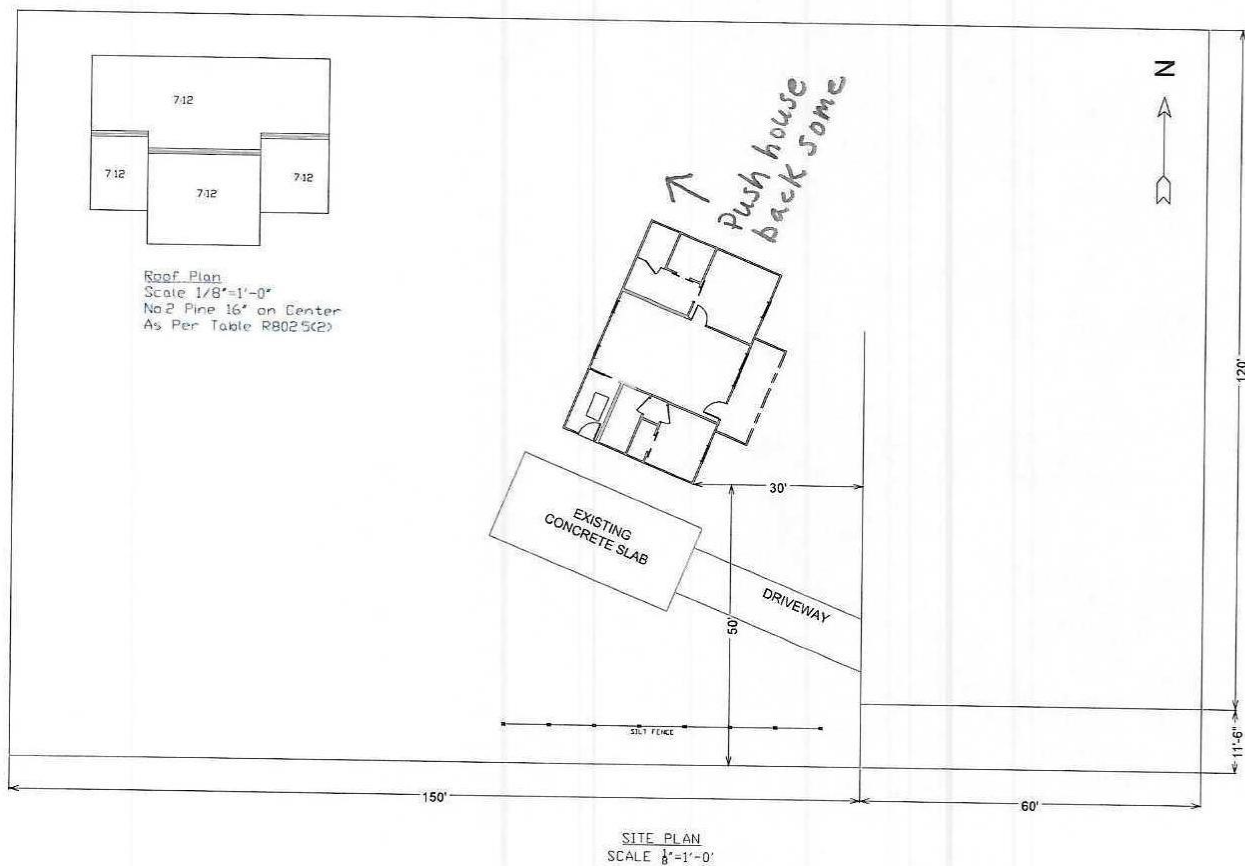 7:12
7:12
7:12
7:12
Roof Plan
Scale 1/8"=1'-0"
No.2 Pine 16" on Center
As Per Table R802.5(2)
Push house
back some
N
120'
30'
EXISTING
CONCRETE SLAB
DRIVEWAY
50'
SILT FENCE
11'-6"
150'
60'
SITE PLAN
SCALE 1/8"=1'-0'